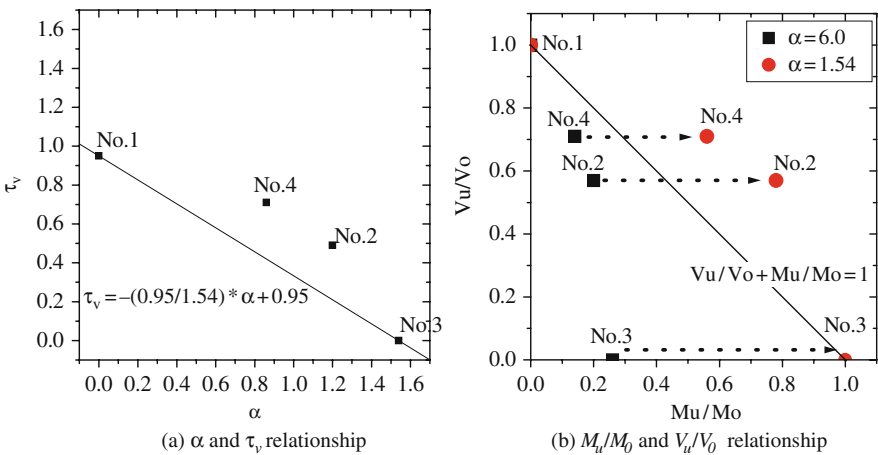 1.6
1.4
1.2
1.0
0.8
0.6
0.4
0.2
0.0
τv
No.1
No.4
No.2
No.3
τv=–(0.95/1.54)*α+0.95
0.0 0.2 0.4 0.6 0.8 1.0 1.2 1.4 1.6
α
(a) α and τv relationship
α=6.0
α=1.54
1.0
0.8
0.6
0.4
0.2
0.0
Vu/Vo
No.1
No.4
No.4
No.2
No.2
Vu/Vo+Mu/Mo=1
No.3
No.3
0.0 0.2 0.4 0.6 0.8 1.0
Mu/Mo
(b) Mu/M0 and Vu/V0 relationship